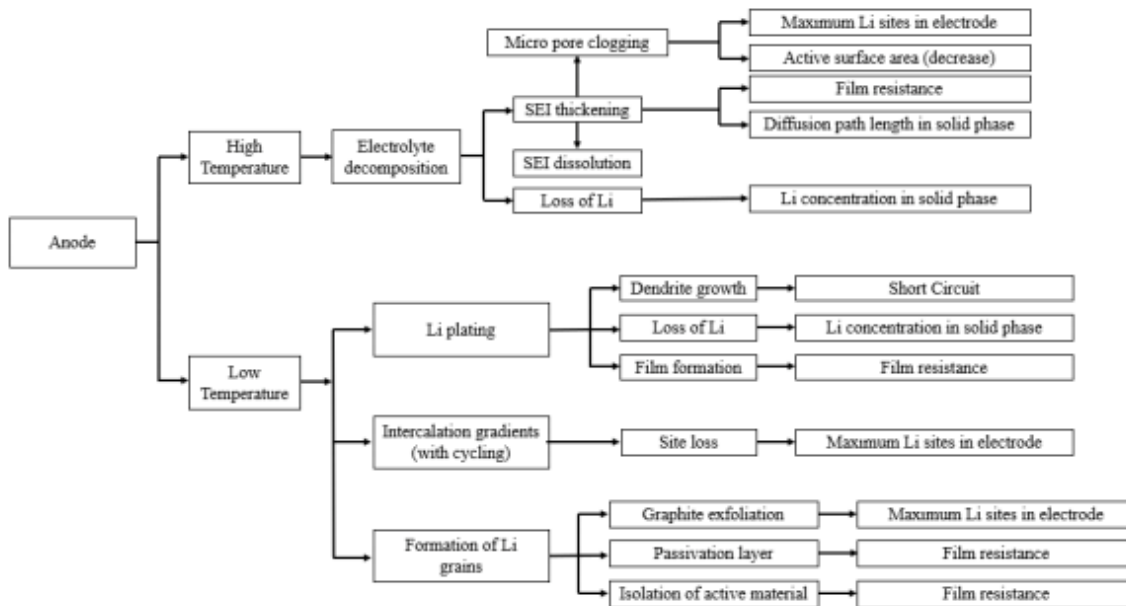 Maximum Li sites in electrode
Micro pore clogging
Active surface area (decrease)
Film resistance
High
Temperature
Electrolyte
decomposition
SEI thickening
Diffusion path length in solid phase
SEI dissolution
Loss of Li
Li concentration in solid phase
Anode
Dendrite growth
Short Circuit
Li plating
Loss of Li
Li concentration in solid phase
Low
Temperature
Film formation
Film resistance
Intercalation gradients
(with cycling)
Site loss
Maximum Li sites in electrode
Graphite exfoliation
Maximum Li sites in electrode
Formation of Li
grains
Passivation layer
Film resistance
Isolation of active material
Film resistance